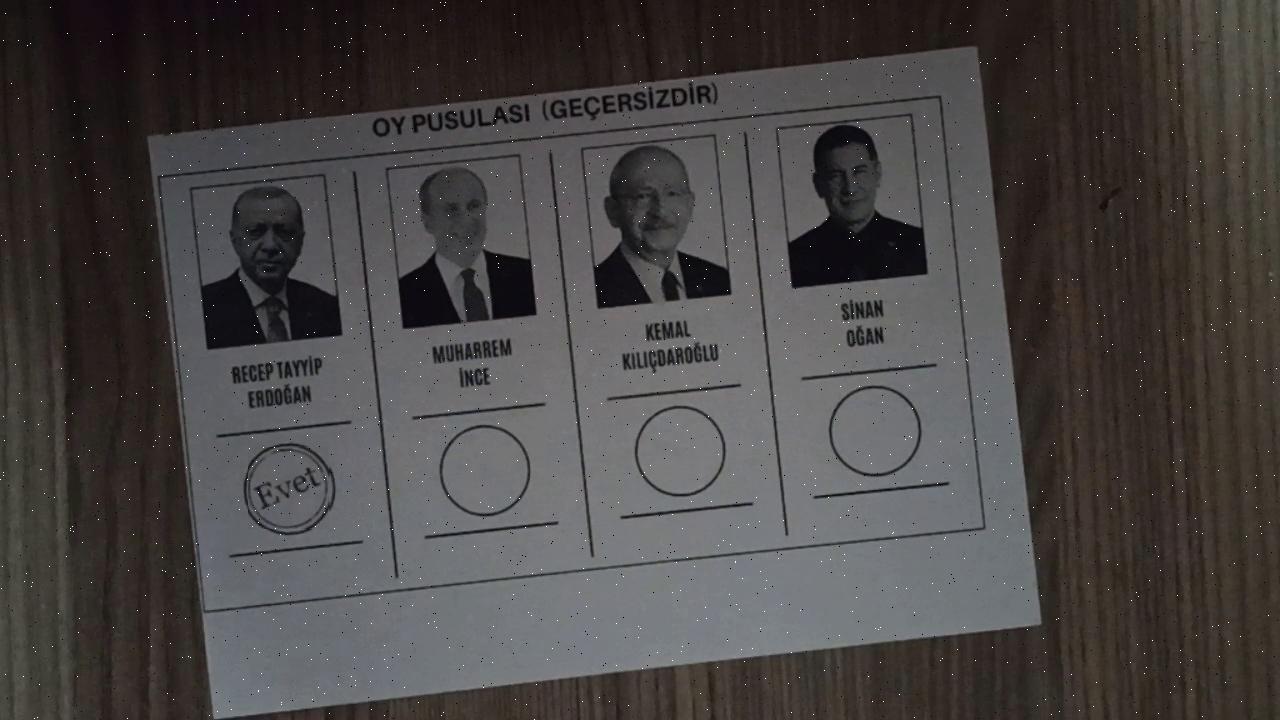 OY PUSULASI (GEÇERSİZDİR)
RECEP TAYYİP
ERDOĞAN
MUHARREM
İNCE
KEMAL
KILIÇDAROĞLU
SİNAN
OĞAN
Evet